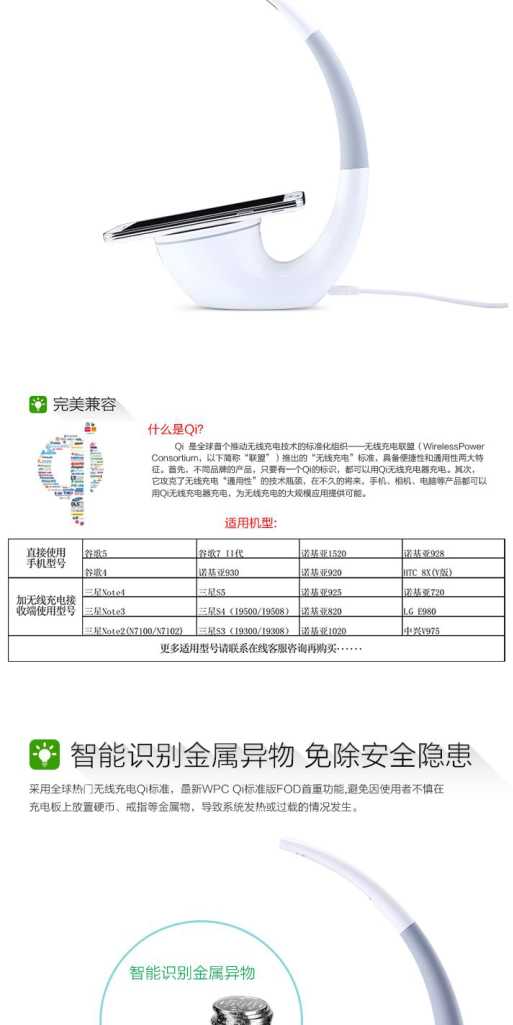 完美兼容
什么是Qi?
Qi 是全球首个推动无线充电技术的标准化组织——无线充电联盟（WirelessPower
Consortium，以下简称“联盟”）推出的“无线充电”标准，具备便捷性和通用性两大特
征。首先，不同品牌的产品，只要有一个Qi的标识，都可以用Qi无线充电器充电。其次，
它攻克了无线充电“通用性”的技术瓶颈，在不久的将来，手机、相机、电脑等产品都可以
用Qi无线充电器充电，为无线充电的大规模应用提供可能。
适用机型:
直接使用
手机型号
谷歌5 谷歌7 II代 诺基亚1520 诺基亚928
谷歌4 诺基亚930 诺基亚920 HTC 8X(V版)
加无线充电接
收端使用型号
三星Note4 三星S5 诺基亚925 诺基亚720
三星Note3 三星S4（I9500/I9508） 诺基亚820 LG E980
三星Note2(N7100/N7102) 三星S3（I9300/I9308） 诺基亚1020 中兴V975
更多适用型号请联系在线客服咨询再购买······
智能识别金属异物 免除安全隐患
采用全球热门无线充电Qi标准，最新WPC Qi标准版FOD首重功能,避免因使用者不慎在
充电板上放置硬币、戒指等金属物，导致系统发热或过载的情况发生。
智能识别金属异物